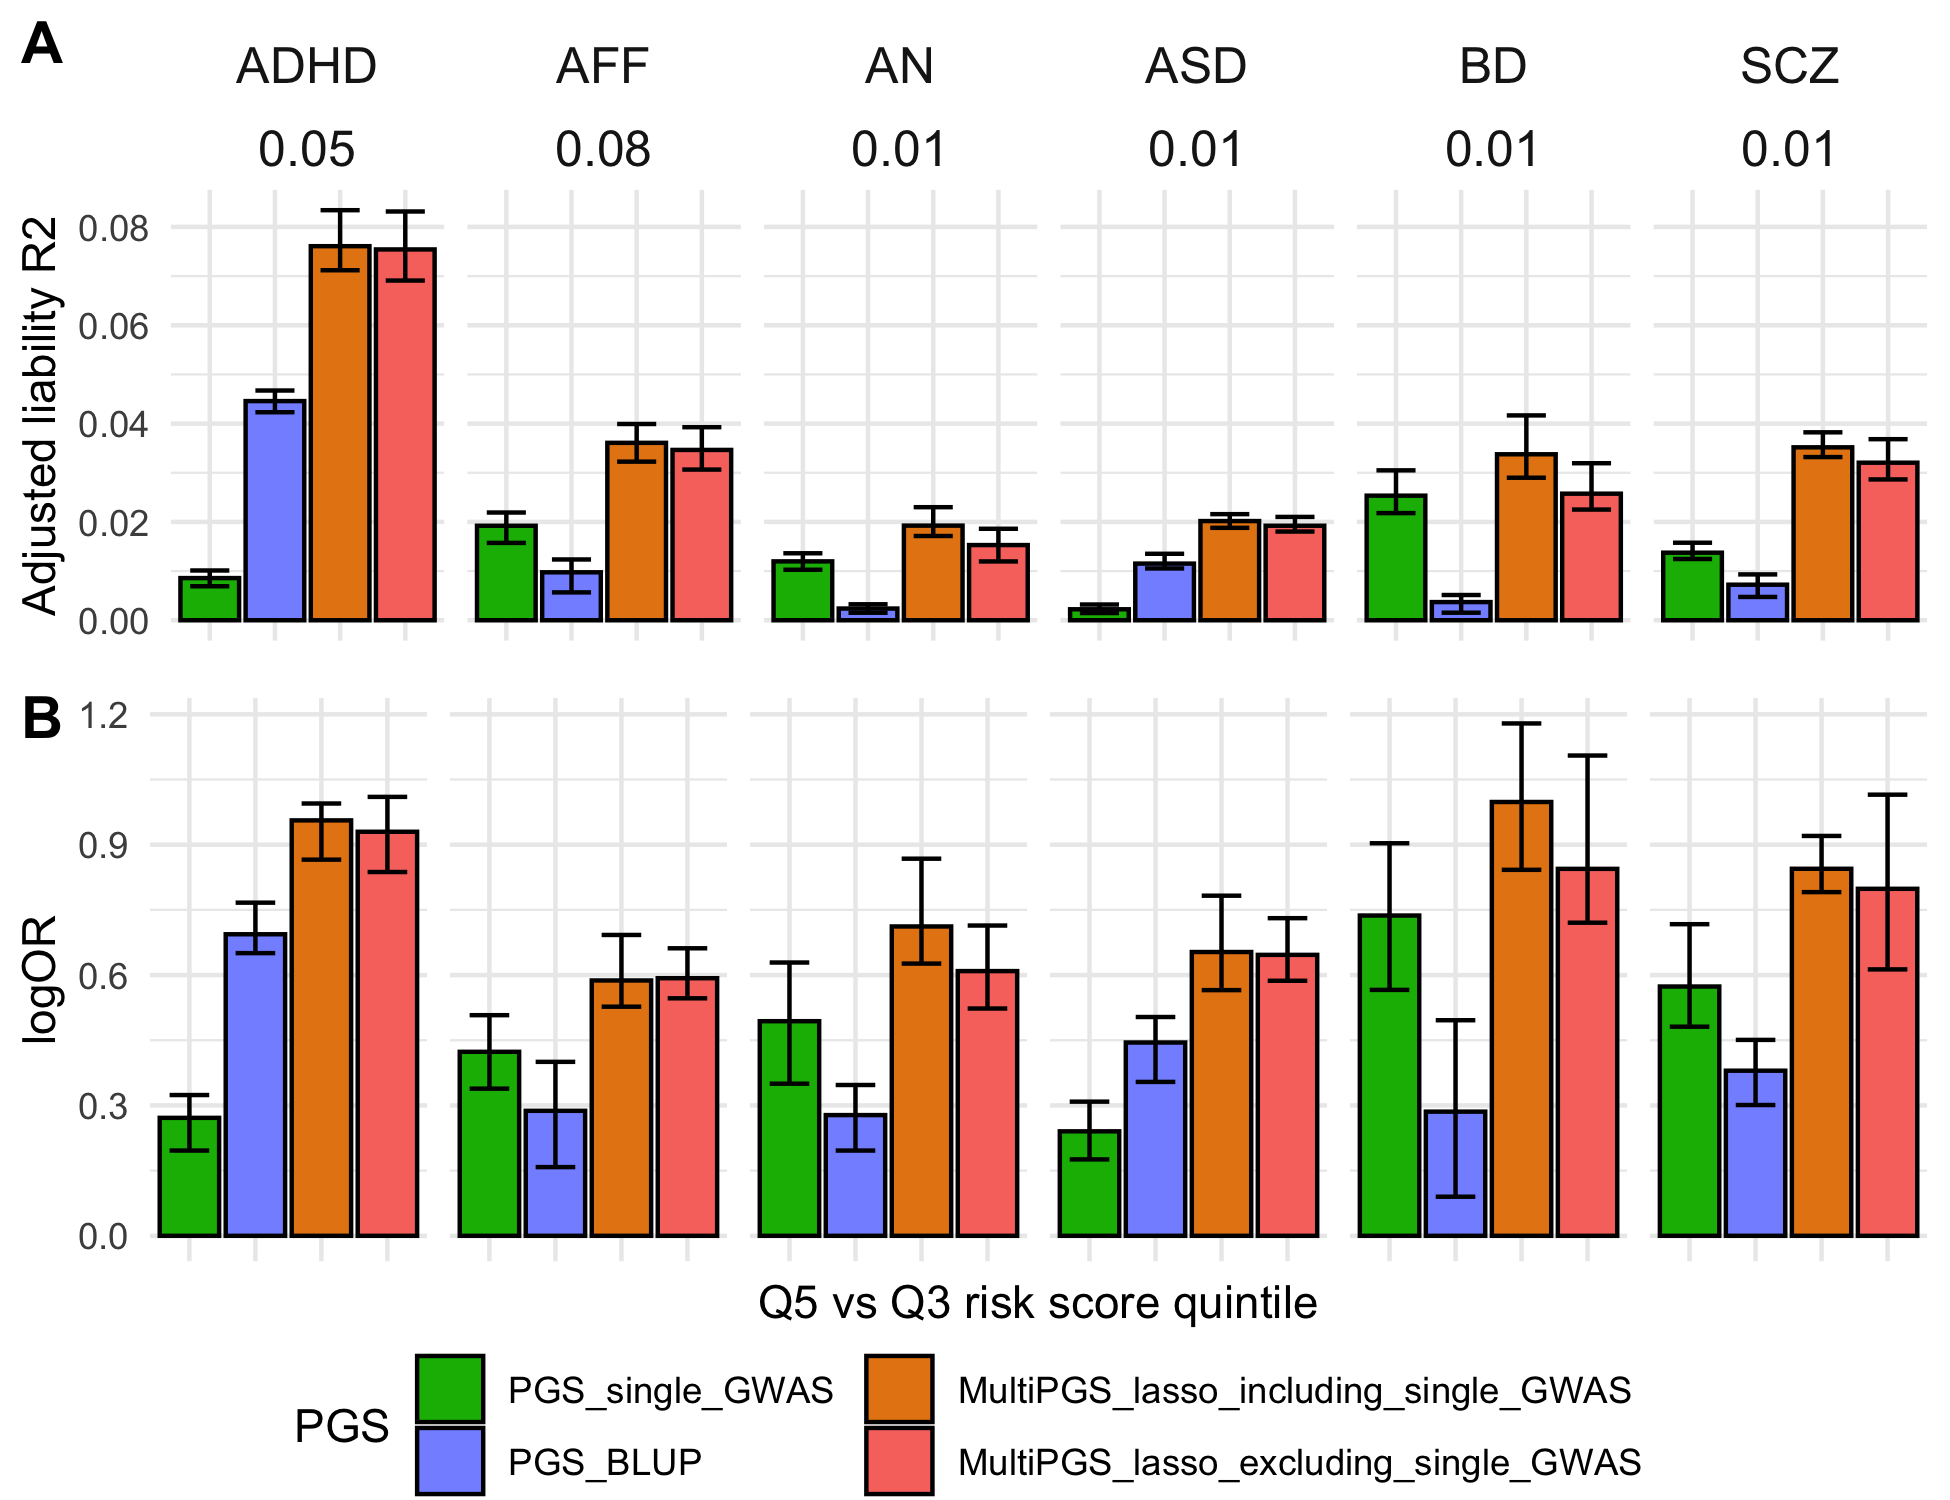 A
ADHD AFF AN ASD BD SCZ
0.05 0.08 0.01 0.01 0.01 0.01
Adjusted liability R2
0.08
0.06
0.04
0.02
0.00
B
logOR
1.2
0.9
0.6
0.3
0.0
Q5 vs Q3 risk score quintile
PGS
PGS_single_GWAS
PGS_BLUP
MultiPGS_lasso_including_single_GWAS
MultiPGS_lasso_excluding_single_GWAS